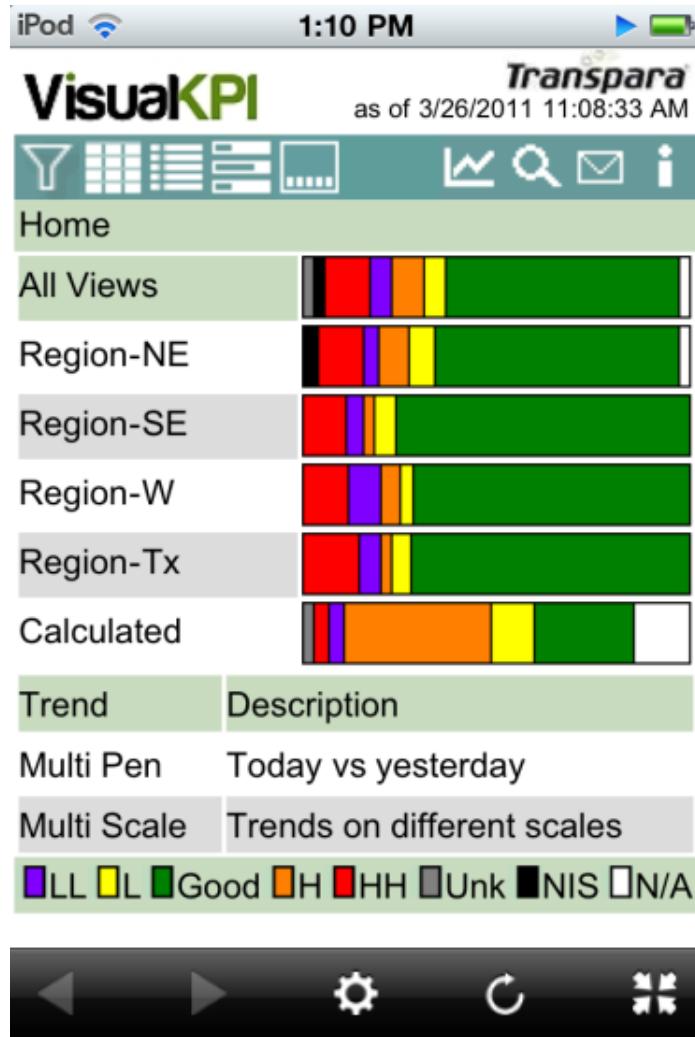 iPod 1:10 PM
VisualKPI Transpara
as of 3/26/2011 11:08:33 AM
Home
All Views
Region-NE
Region-SE
Region-W
Region-Tx
Calculated
Trend Description
Multi Pen Today vs yesterday
Multi Scale Trends on different scales
LL L Good H HH Unk NIS N/A